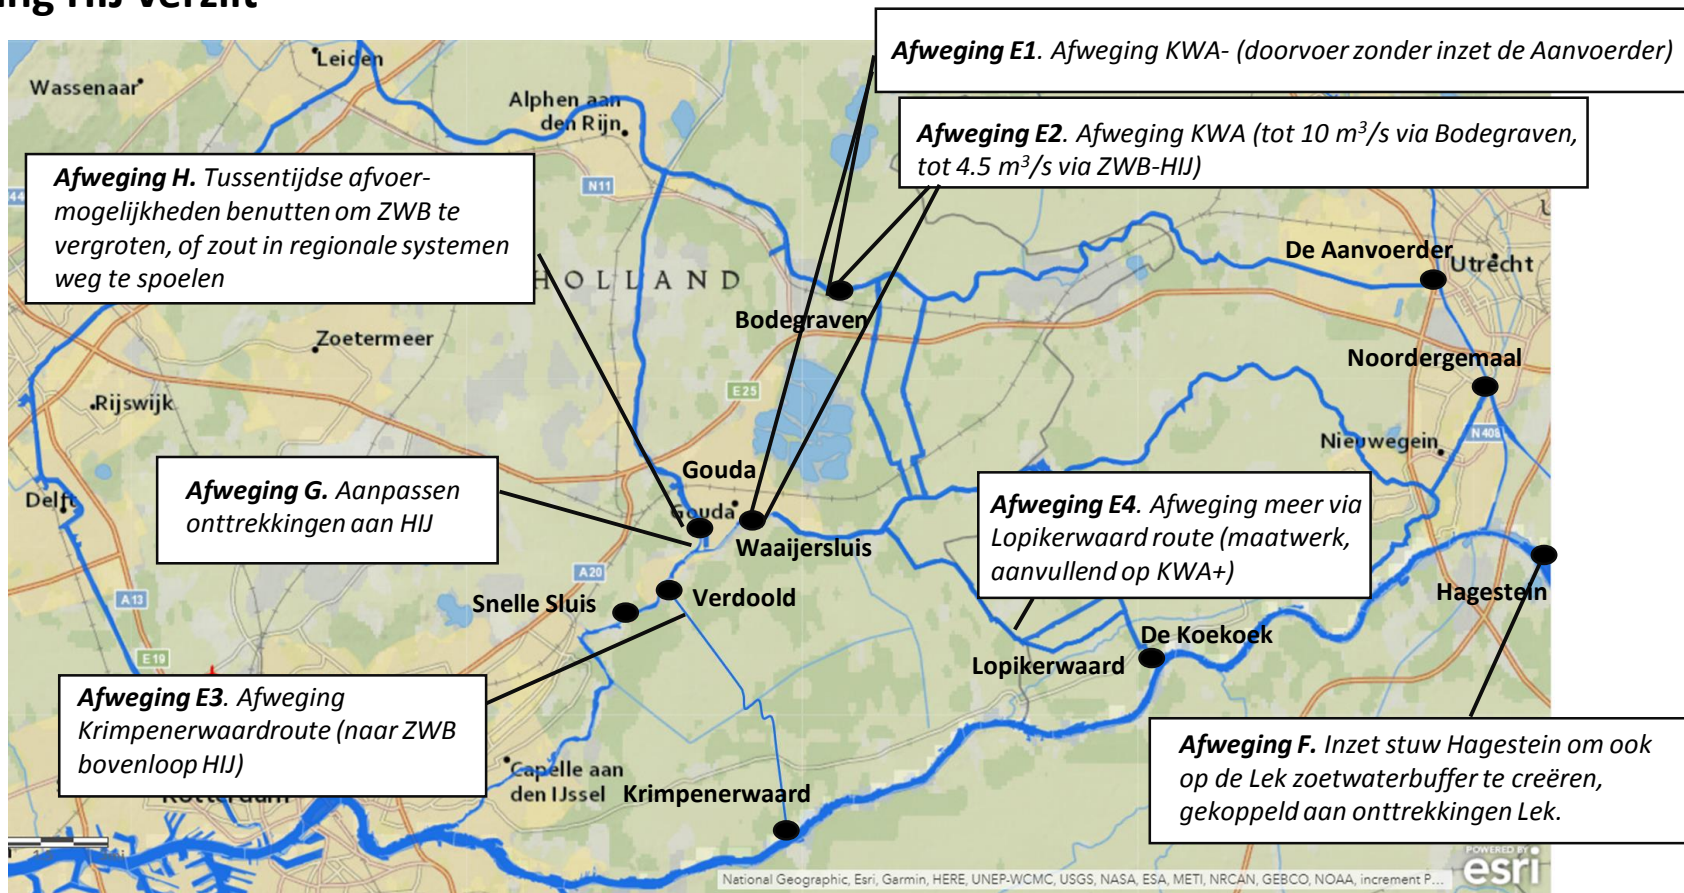 HIJ verzilt
Afweging E1. Afweging KWA- (doorvoer zonder inzet de Aanvoerder)
Afweging E2. Afweging KWA (tot 10 m³/s via Bodegraven,
tot 4.5 m³/s via ZWB-HIJ)
Leiden
Wassenaar
Alphen aan
den Rijn
N11
44
Afweging H. Tussentijdse afvoer-
mogelijkheden benutten om ZWB te
vergroten, of zout in regionale systemen
weg te spoelen
HOLLAND
De Aanvoerder
Utrecht
Bodegraven
Zoetermeer
Noordergemaal
E25
Rijswijk
N408
Nieuwegein
Gouda
Afweging G. Aanpassen
onttrekkingen aan HIJ
Afweging E4. Afweging meer via
Lopikerwaard route (maatwerk,
aanvullend op KWA+)
Delft
Gouda
Waaijersluis
A20
A13
Hagestein
Snelle Sluis
Verdoold
De Koekoek
Lopikerwaard
E19
Afweging E3. Afweging
Krimpenerwaardroute (naar ZWB
bovenloop HIJ)
Afweging F. Inzet stuw Hagestein om ook
op de Lek zoetwaterbuffer te creëren,
gekoppeld aan onttrekkingen Lek.
Capelle aan
den IJssel
Krimpenerwaard
Rotterdam
POWERED BY
esri
National Geographic, Esri, Garmin, HERE, UNEP-WCMC, USGS, NASA, ESA, METI, NRCAN, GEBCO, NOAA, increment P...